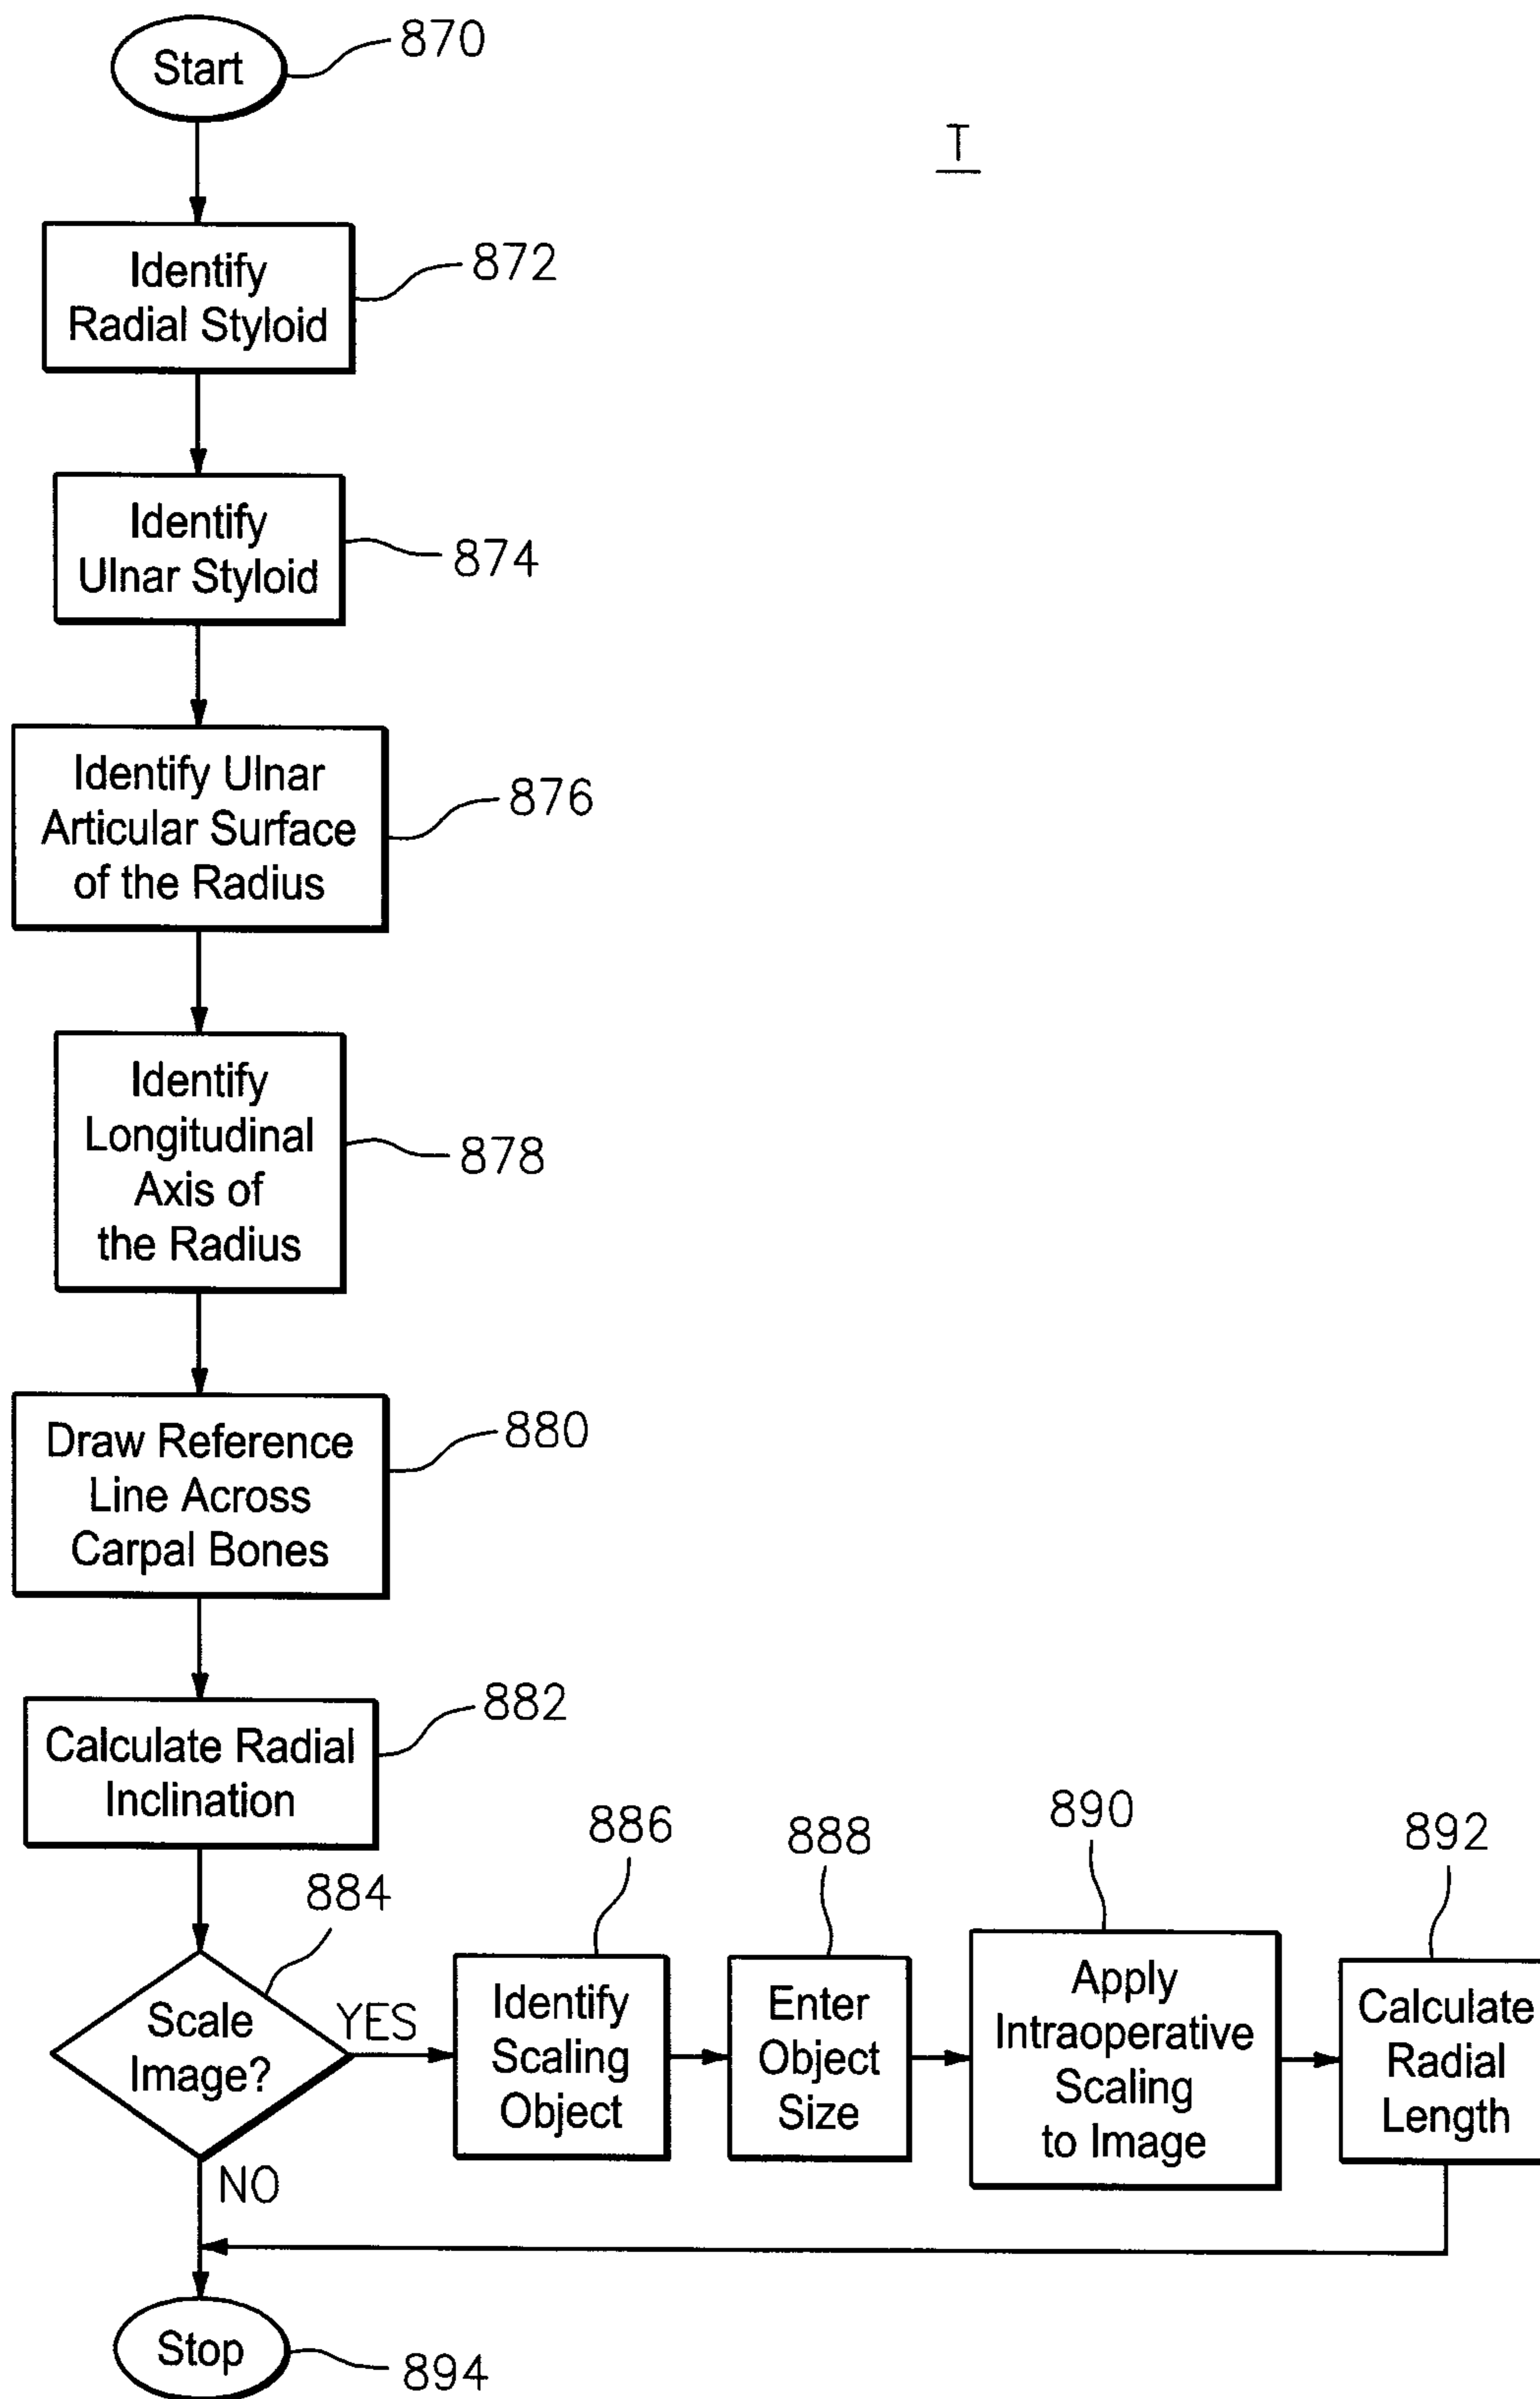 Start
870
T
Identify
Radial Styloid
872
Identify
Ulnar Styloid
874
Identify Ulnar
Articular Surface
of the Radius
876
Identify
Longitudinal
Axis of
the Radius
878
Draw Reference
Line Across
Carpal Bones
880
Calculate Radial
Inclination
882
884
Scale
Image?
YES
NO
886
Identify
Scaling
Object
888
Enter
Object
Size
890
Apply
Intraoperative
Scaling
to Image
892
Calculate
Radial
Length
Stop
894